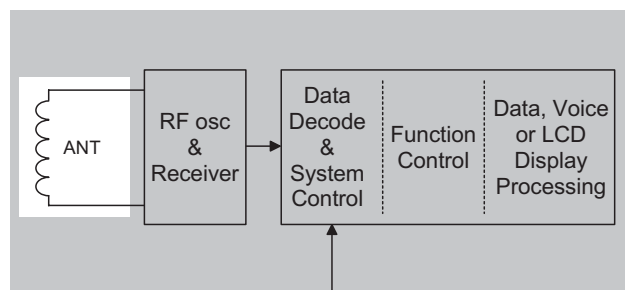 ANT
RF osc
&
Receiver
Data
Decode
&
System
Control
Function
Control
Data, Voice
or LCD
Display
Processing